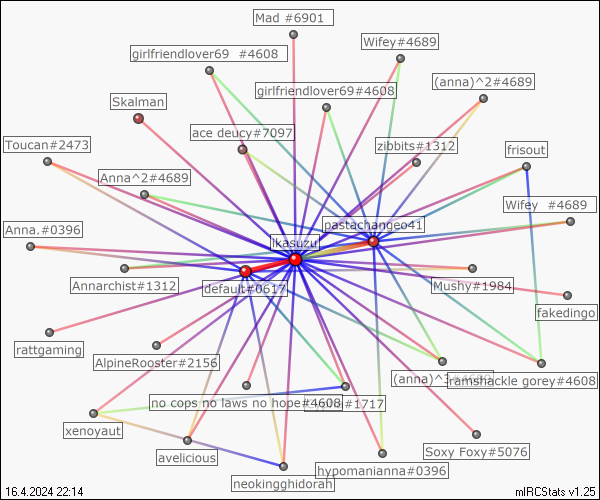 Mad #6901
Wifey#4689
girlfriendlover69  #4608
(anna)^2#4689
girlfriendlover69#4608
Skalman
ace deucy#7097
Toucan#2473
zibbits#1312
frisout
Anna^2#4689
Wifey  #4689
pastachangeo41
Anna.#0396
ikasuzu
Annarchist#1312
default#0617
Mushy#1984
fakedingo
rattgaming
AlpineRooster#2156
(anna)^
ramshackle gorey#4608
no cops no laws no hope#4608
#1717
xenoyaut
Soxy Foxy#5076
avelicious
hypomanianna#0396
neokingghidorah
16.4.2024 22:14
mIRCStats v1.25